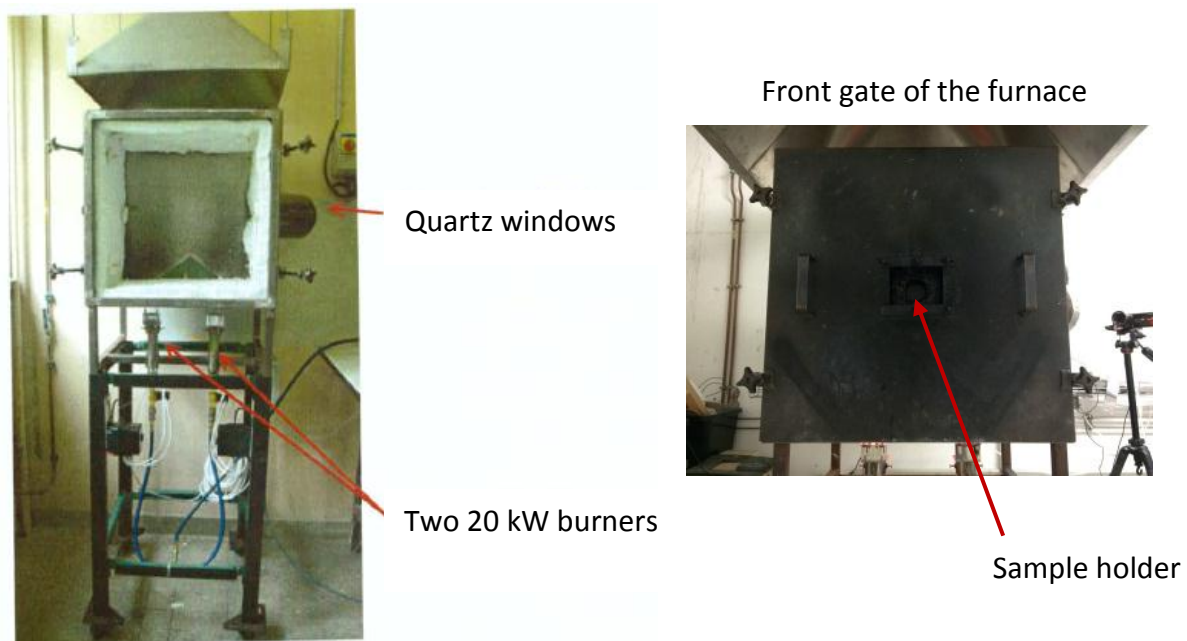 Front gate of the furnace
Quartz windows
Two 20 kW burners
Sample holder